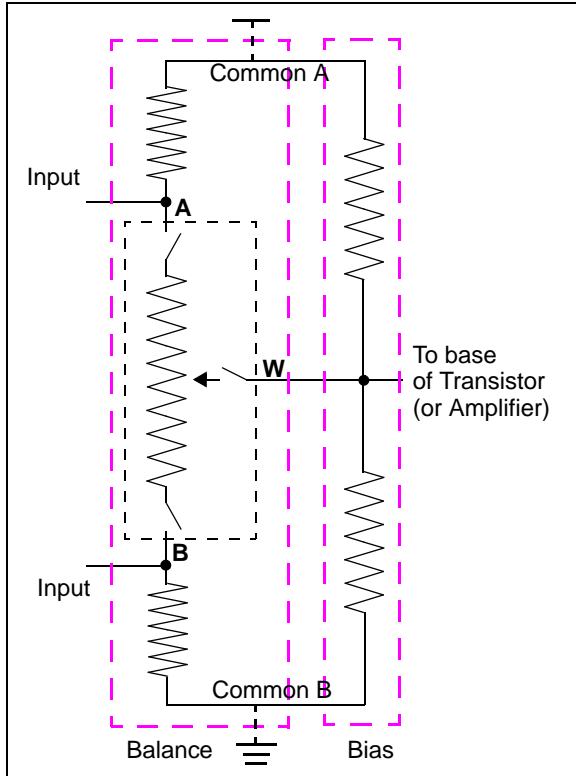 Common A
Input
A
W
To base
of Transistor
(or Amplifier)
B
Input
Common B
Balance
Bias